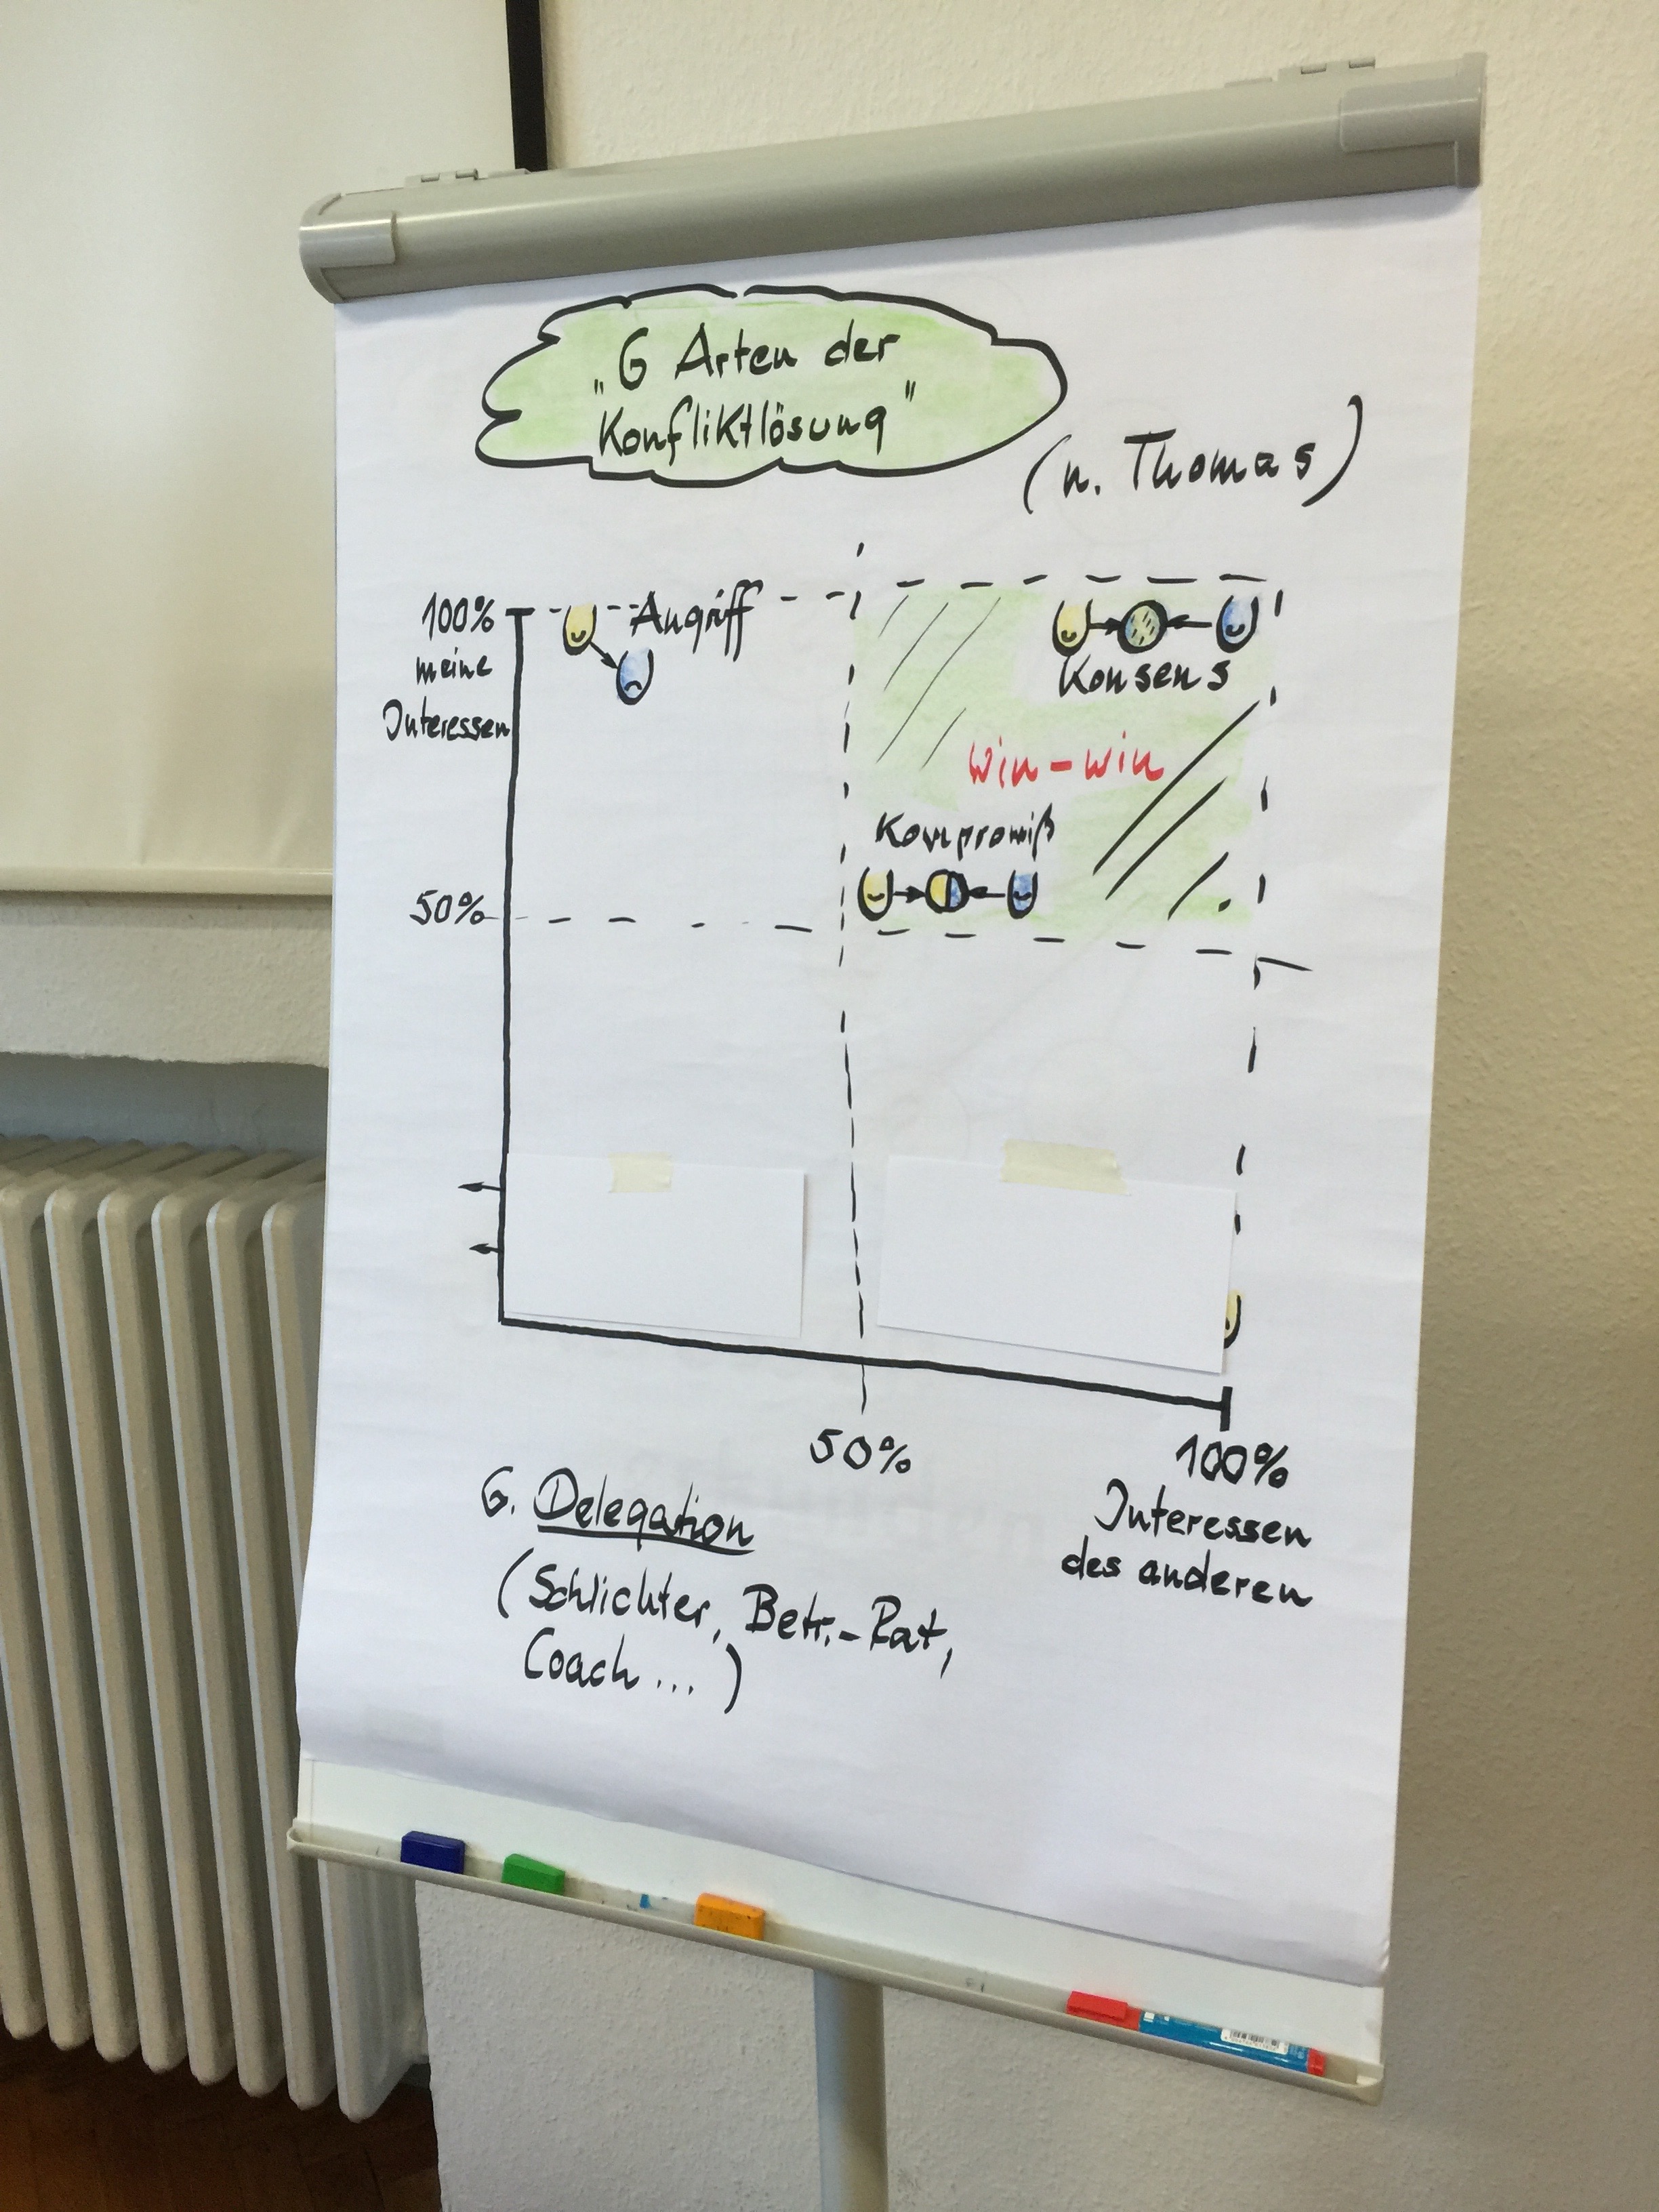 „6 Arten der
Konfliktlösung"
(n. Thomas)
100%
meine
Interessen
Angriff
Konsens
win-win
Kompromiß
50%
50%
100%
Interessen
des anderen
6. Delegation
(Schlichter, Betr.-Rat,
Coach ... )